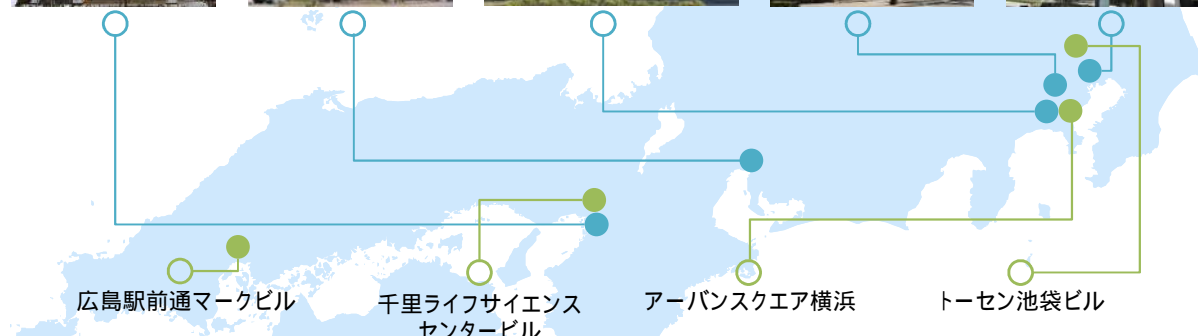 広島駅前通マークビル
千里ライフサイエンス
センタービル
アーバンスクエア横浜
トーセン池袋ビル